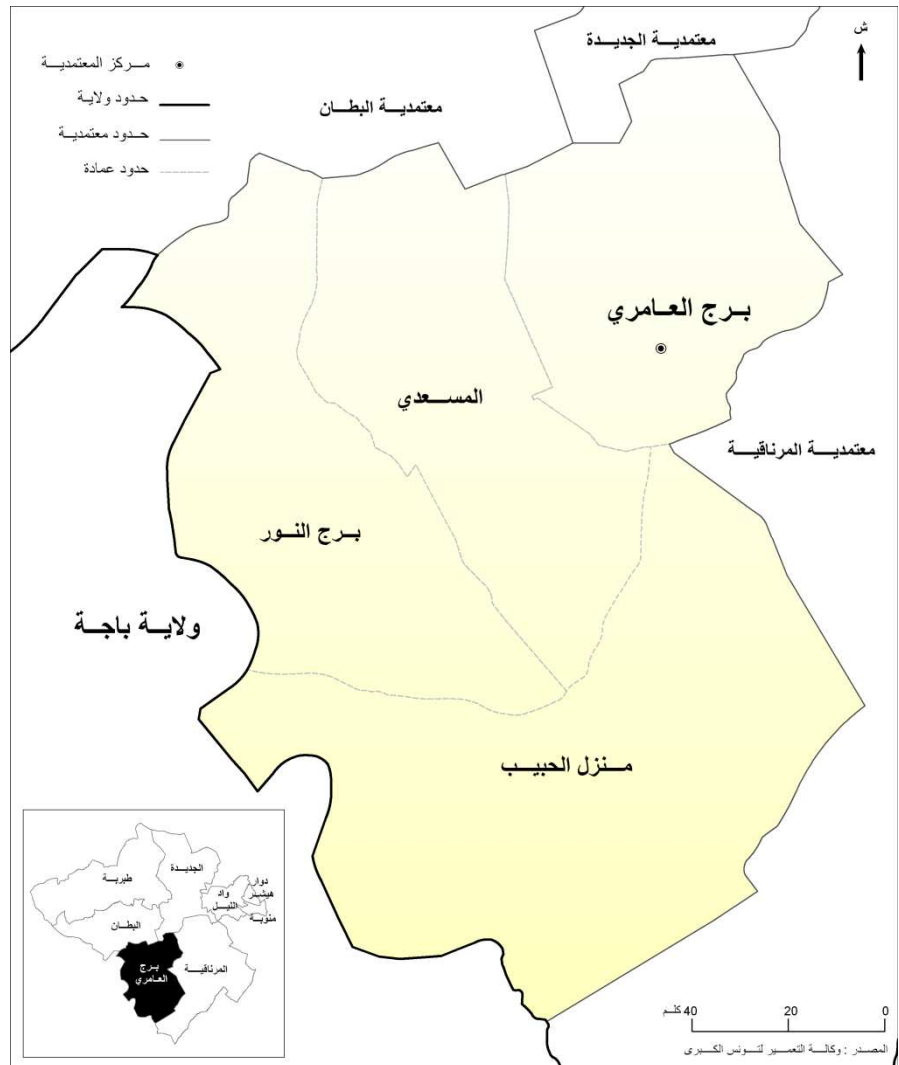 معتمدية الجديدة
ش
مركز المعتمدية
حدود ولاية
حدود معتمدية
حدود عمادة
معتمدية البطان
برج العامري
المسعدي
معتمدية المرناقية
برج النور
ولاية باجة
منزل الحبيب
طبربة
الجديدة
دوار
هيشر
واد
الليل
منوبة
البطان
برج
العامري
المرناقية
0 20 40 كلم
المصدر : وكالة التعمير لتونس الكبرى